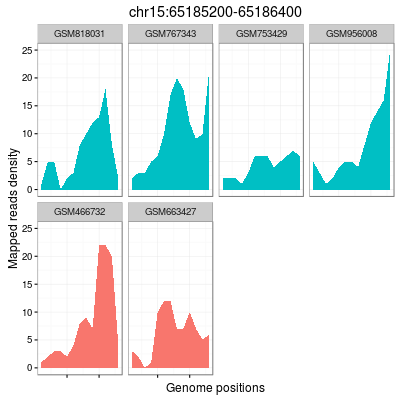 chr15:65185200-65186400
GSM818031 GSM767343 GSM753429 GSM956008
25
20
15
10
5
0
Mapped reads density
GSM466732 GSM663427
25
20
15
10
5
0
Genome positions